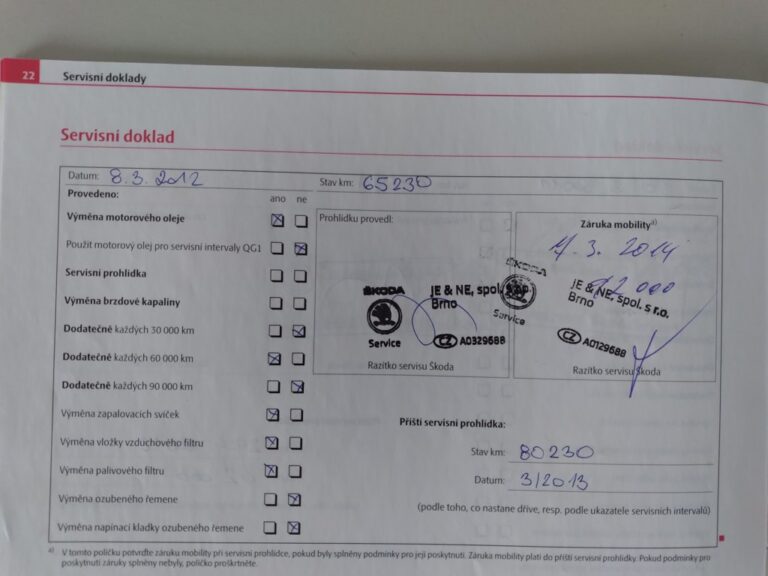 22 Servisní doklady
Servisní doklad
Datum: 8.3.2012 Stav km: 65230
Provedeno: ano ne
Výměna motorového oleje
Použit motorový olej pro servisní intervaly QG1
Servisní prohlídka
Výměna brzdové kapaliny
Dodatečně každých 30 000 km
Dodatečně každých 60 000 km
Dodatečně každých 90 000 km
Výměna zapalovacích svíček
Výměna vložky vzduchového filtru
Výměna palivového filtru
Výměna ozubeného řemene
Výměna napínací kladky ozubeného řemene
Prohlídku provedl:
ŠKODA
Service
JE & NE, spol. s r.o.
Brno
CZ A0329688
Razítko servisu Škoda
Záruka mobility a)
3. 2014
000
ŠKODA
Service
JE & NE, spol. s r.o.
Brno
CZ A0129688
Razítko servisu Škoda
Příští servisní prohlídka:
Stav km: 80230
Datum: 3/2013
(podle toho, co nastane dříve, resp. podle ukazatele servisních intervalů)
a) V tomto políčku potvrďte záruku mobility při servisní prohlídce, pokud byly splněny podmínky pro její poskytnutí. Záruka mobility platí do příští servisní prohlídky. Pokud podmínky pro
poskytnutí záruky splněny nebyly, políčko proškrtněte.